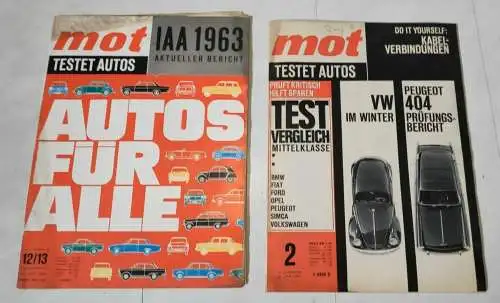 mot
IAA 1963
AKTUELLER BERICHT
TESTET AUTOS
AUTOS
FÜR
ALLE
12/13
mot
DO IT YOURSELF:
KABEL-
VERBINDUNGEN
TESTET AUTOS
PRÜFT KRITISCH
HILFT SPAREN
TEST
VERGLEICH
MITTELKLASSE
BMW
FIAT
FORD
OPEL
PEUGEOT
SIMCA
VOLKSWAGEN
2
VW
IM WINTER
PEUGEOT
404
PRÜFUNGS-
BERICHT